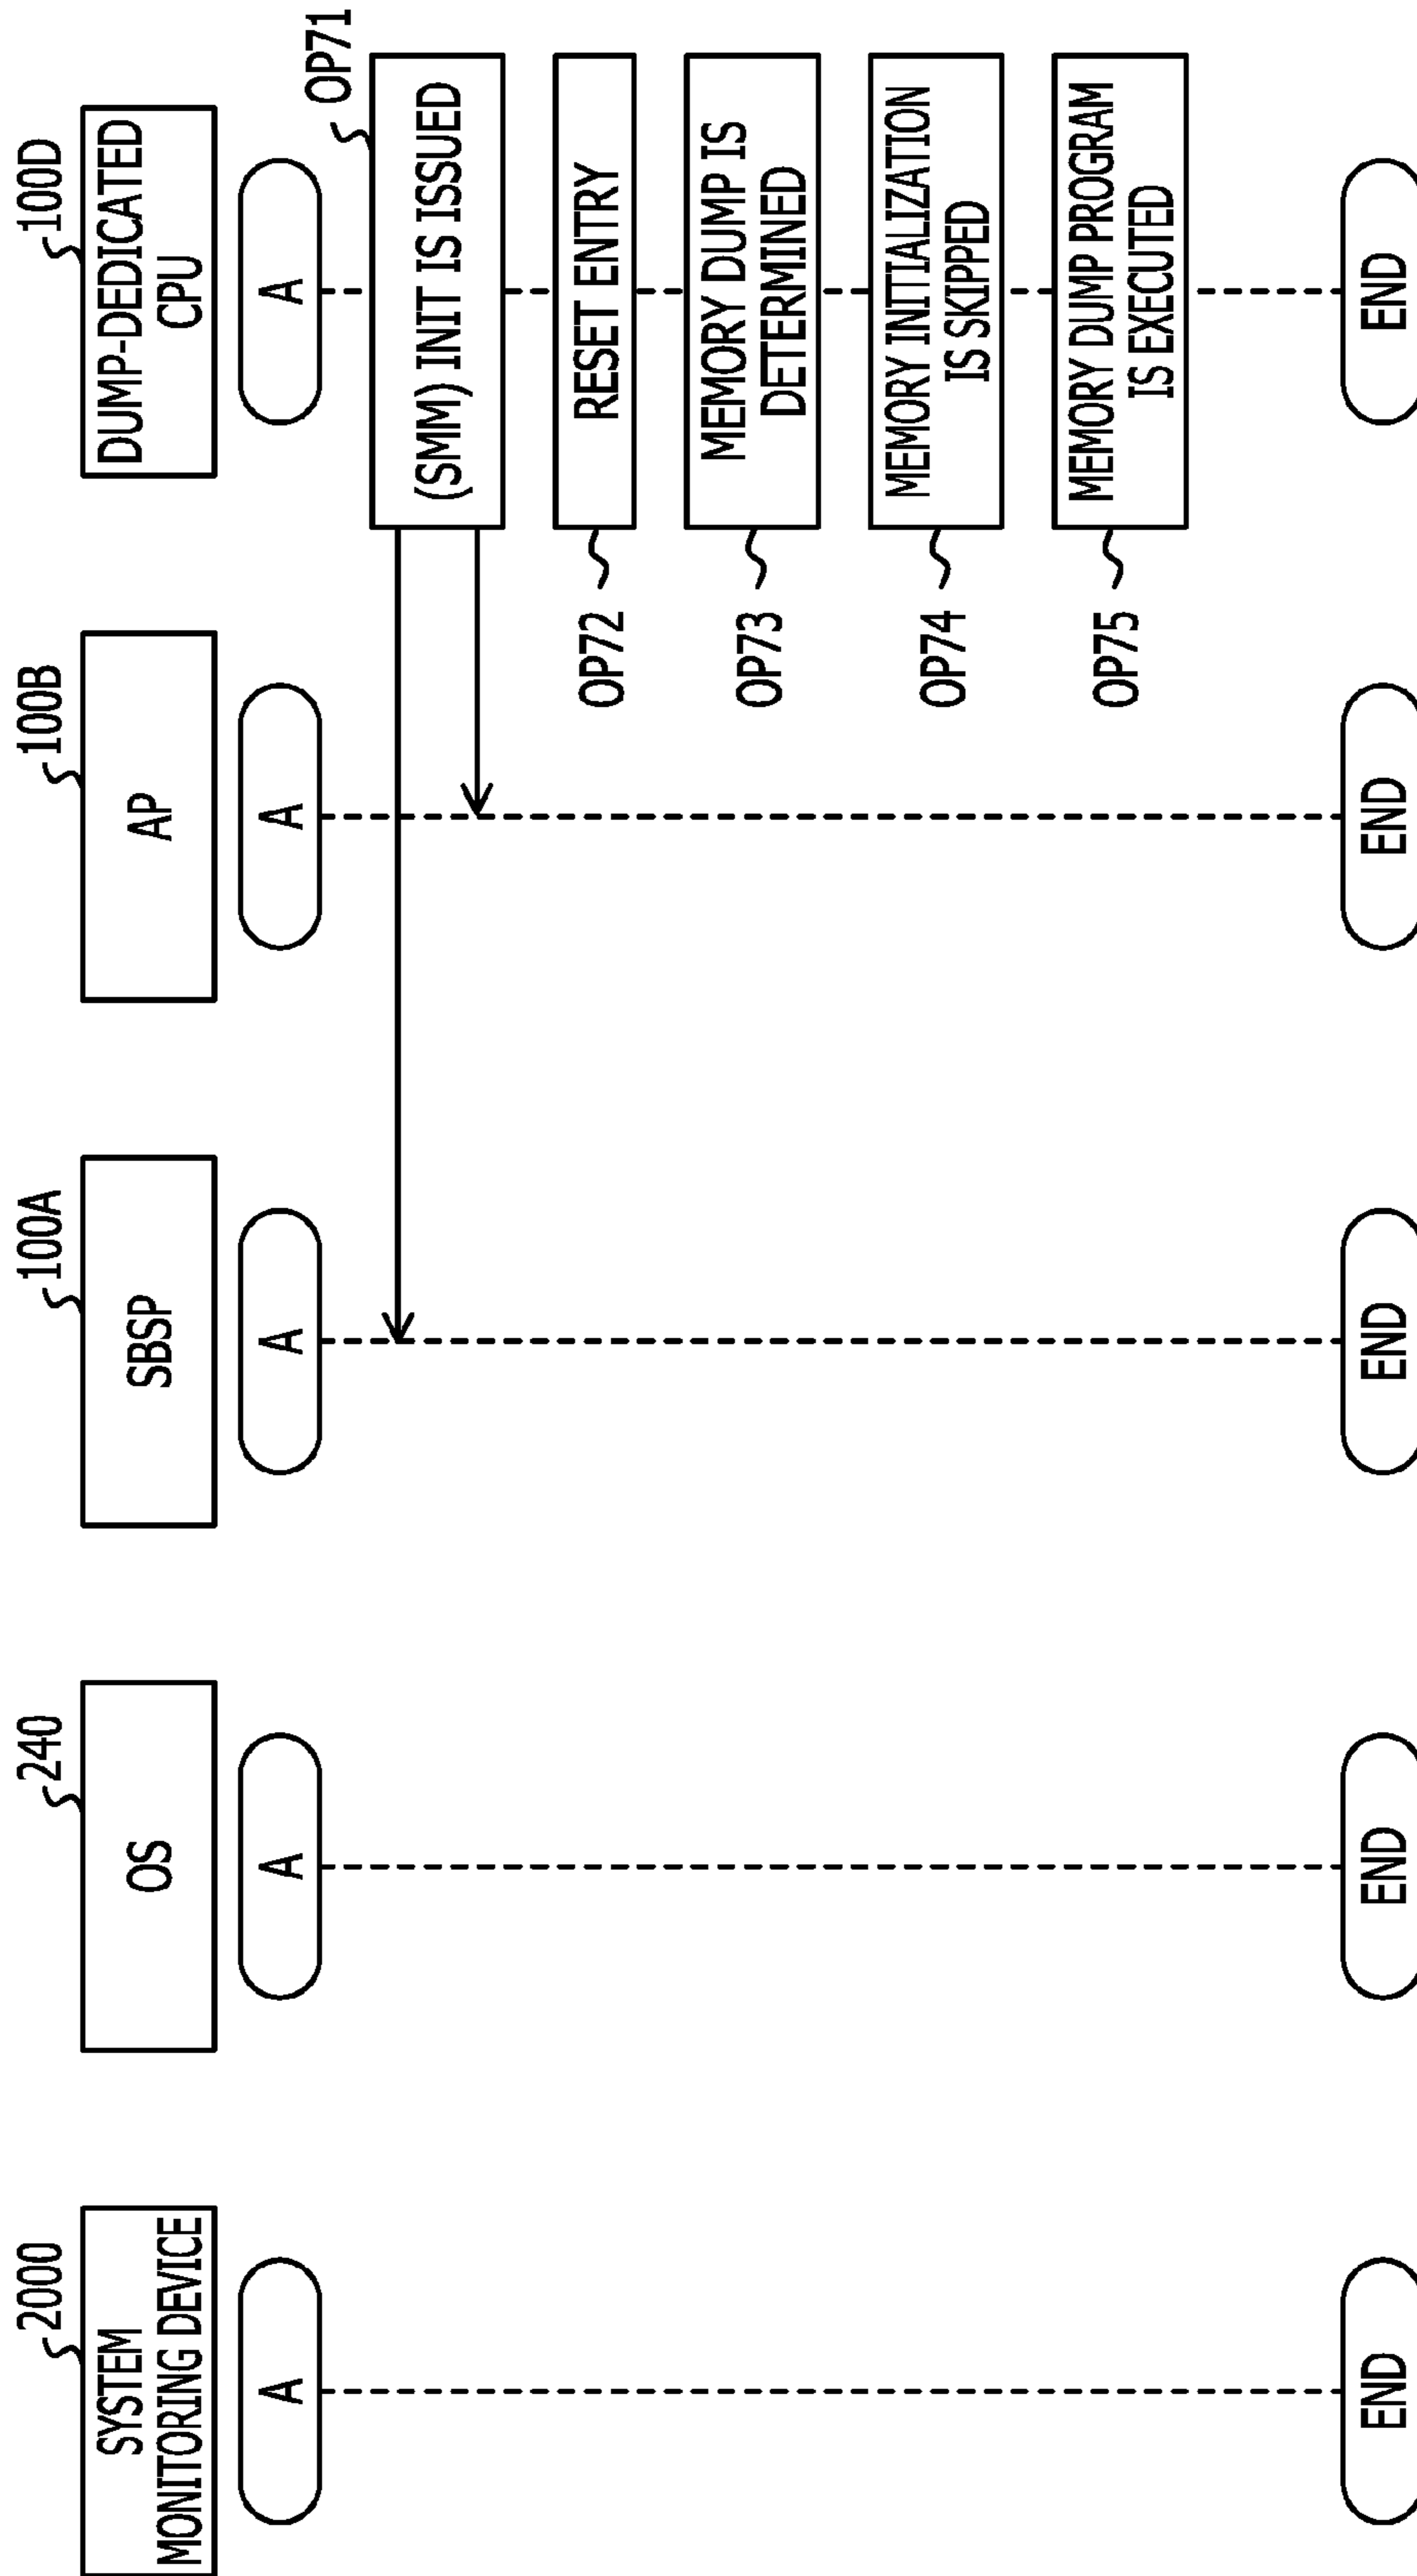 2000
240
100A
100B
100D
SYSTEM
MONITORING DEVICE
OS
SBSP
AP
DUMP-DEDICATED
CPU
A
A
A
A
A
OP71
(SMM) INIT IS ISSUED
OP72
RESET ENTRY
OP73
MEMORY DUMP IS
DETERMINED
OP74
MEMORY INITIALIZATION
IS SKIPPED
OP75
MEMORY DUMP PROGRAM
IS EXECUTED
END
END
END
END
END